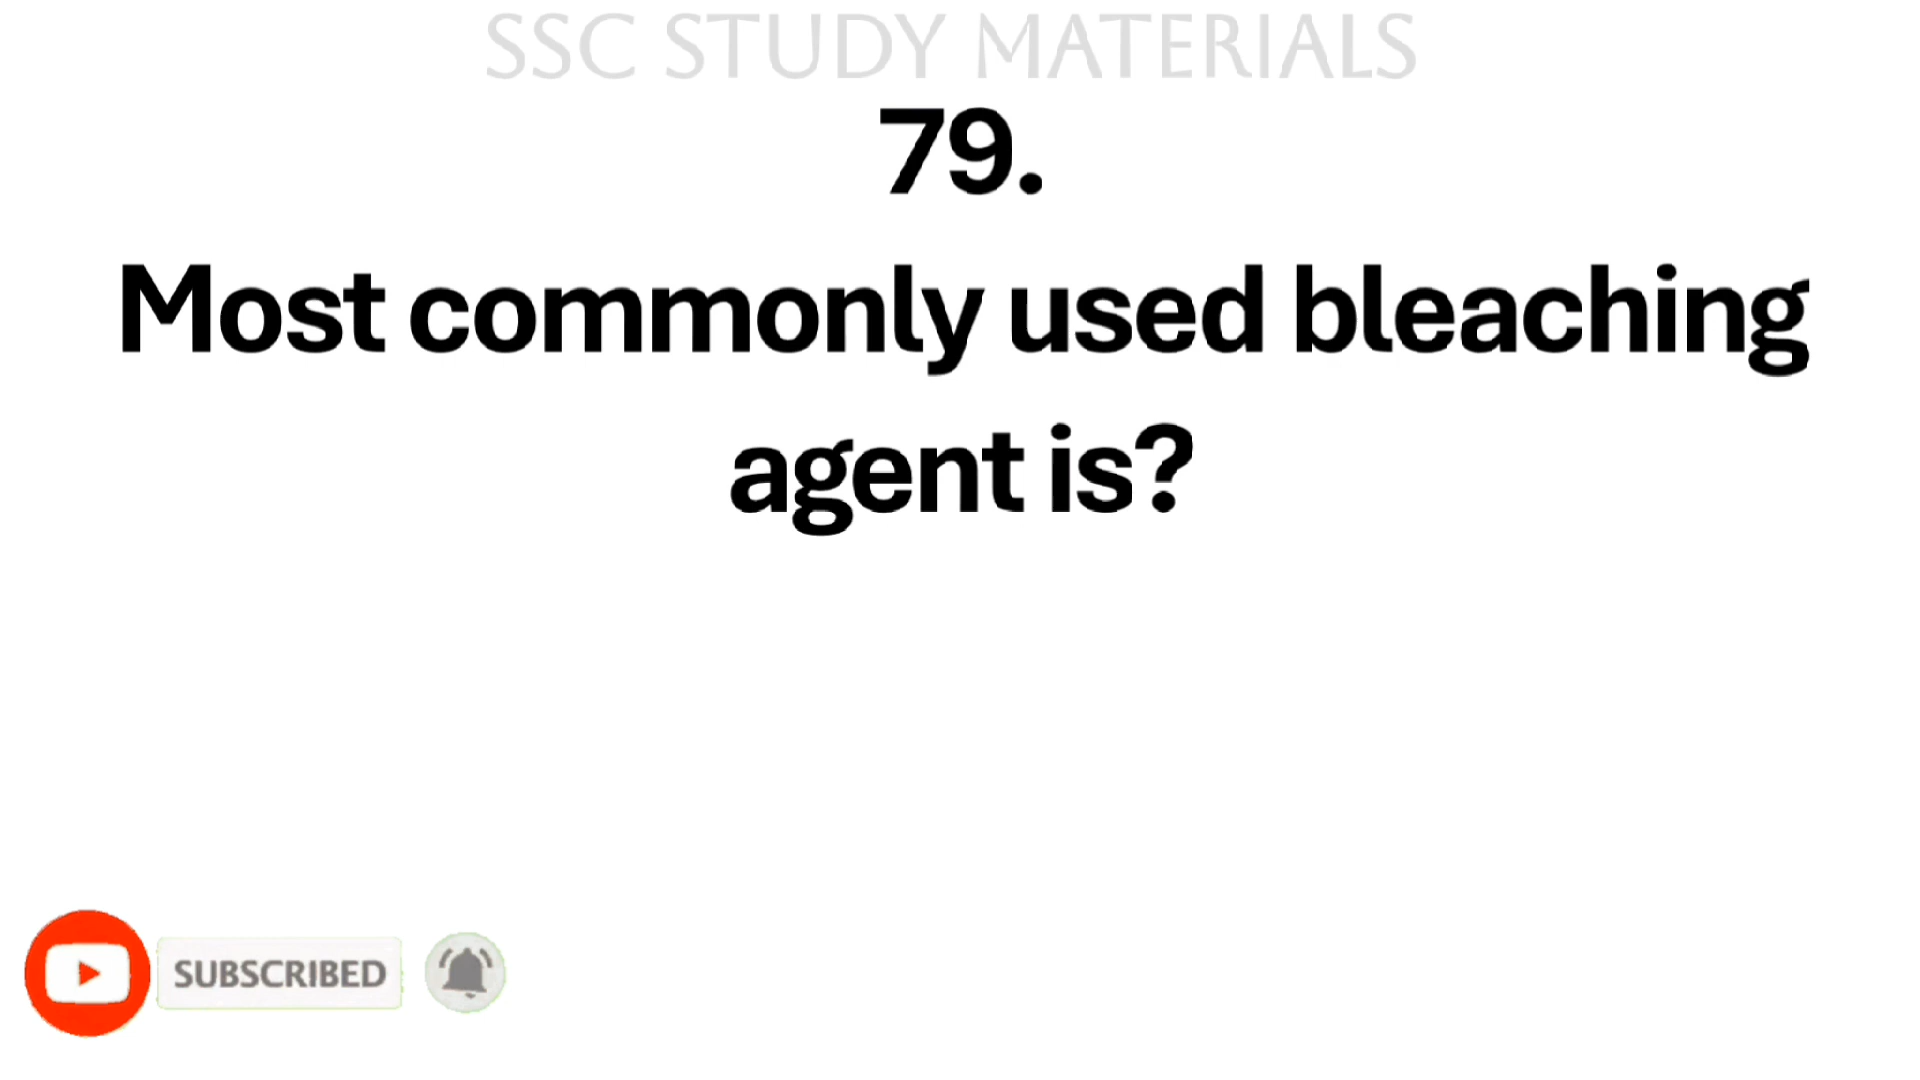 SSC STUDY MATERIALS
79.
Most commonly used bleaching
agent is?
SUBSCRIBED